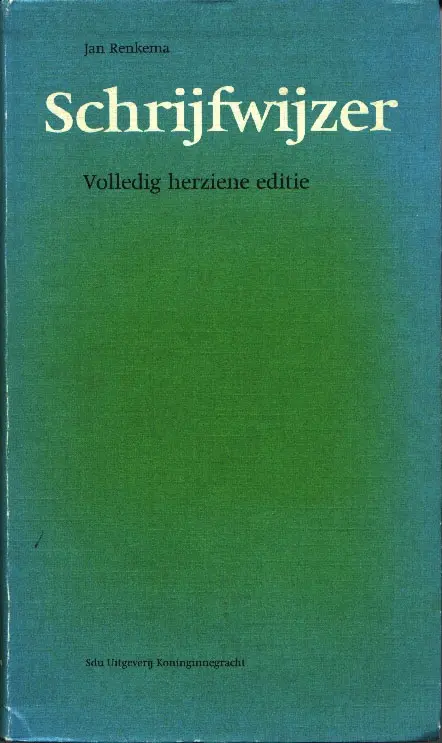 Jan Renkema
Schrijfwijzer
Volledig herziene editie
Sdu Uitgeverij Koninginnegracht